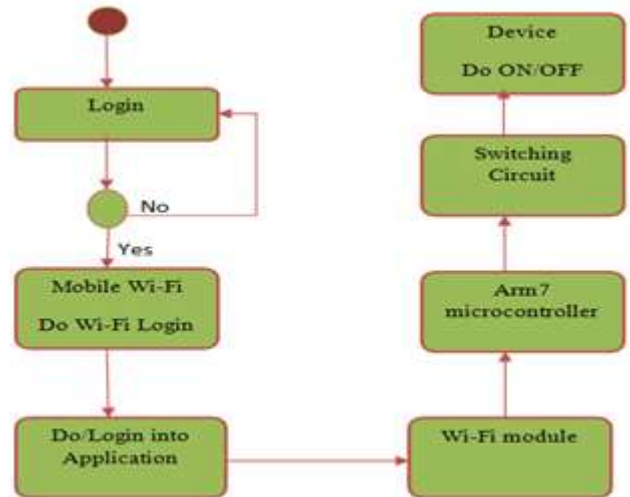 Login
No
Yes
Mobile Wi-Fi
Do Wi-Fi Login
Do/Login into
Application
Wi-Fi module
Arm7
microcontroller
Switching
Circuit
Device
Do ON/OFF